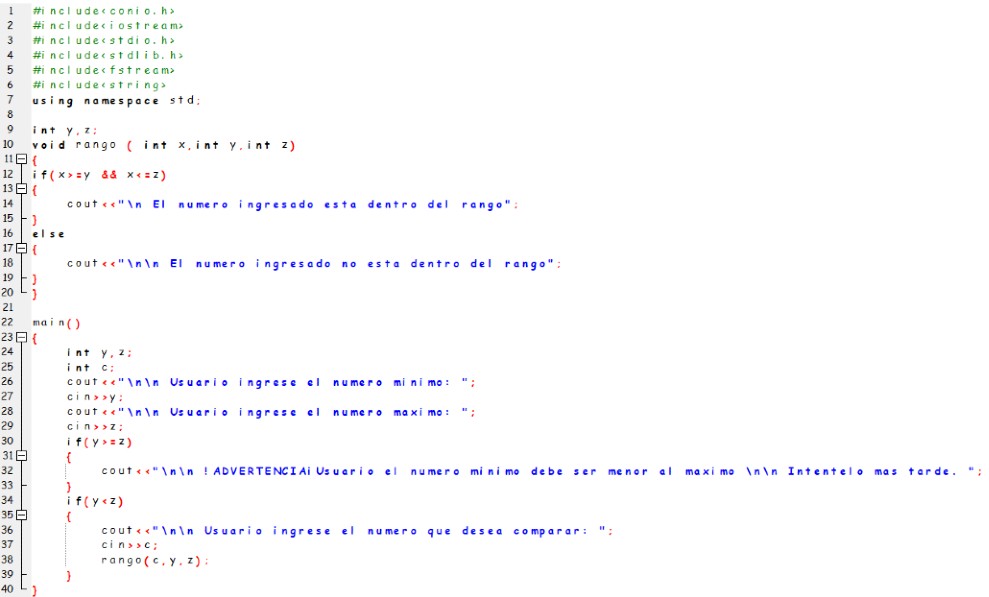 1 #include<conio.h>
2 #include<iostream>
3 #include<stdio.h>
4 #include<stdlib.h>
5 #include<fstream>
6 #include<string>
7 using namespace std;
8
9 int y,z;
10 void rango ( int x,int y,int z)
11 {
12 if(x>=y && x<=z)
13 {
14 cout<<"\n El numero ingresado esta dentro del rango";
15 }
16 else
17 {
18 cout<<"\n\n El numero ingresado no esta dentro del rango";
19 }
20 }
21
22 main()
23 {
24 int y,z;
25 int c;
26 cout<<"\n\n Usuario ingrese el numero minimo: ";
27 cin>>y;
28 cout<<"\n\n Usuario ingrese el numero maximo: ";
29 cin>>z;
30 if(y>=z)
31 {
32 cout<<"\n\n !ADVERTENCIA¡Usuario el numero minimo debe ser menor al maximo \n\n Intentelo mas tarde. ";
33 }
34 if(y<z)
35 {
36 cout<<"\n\n Usuario ingrese el numero que desea comparar: ";
37 cin>>c;
38 rango(c,y,z);
39 }
40 }